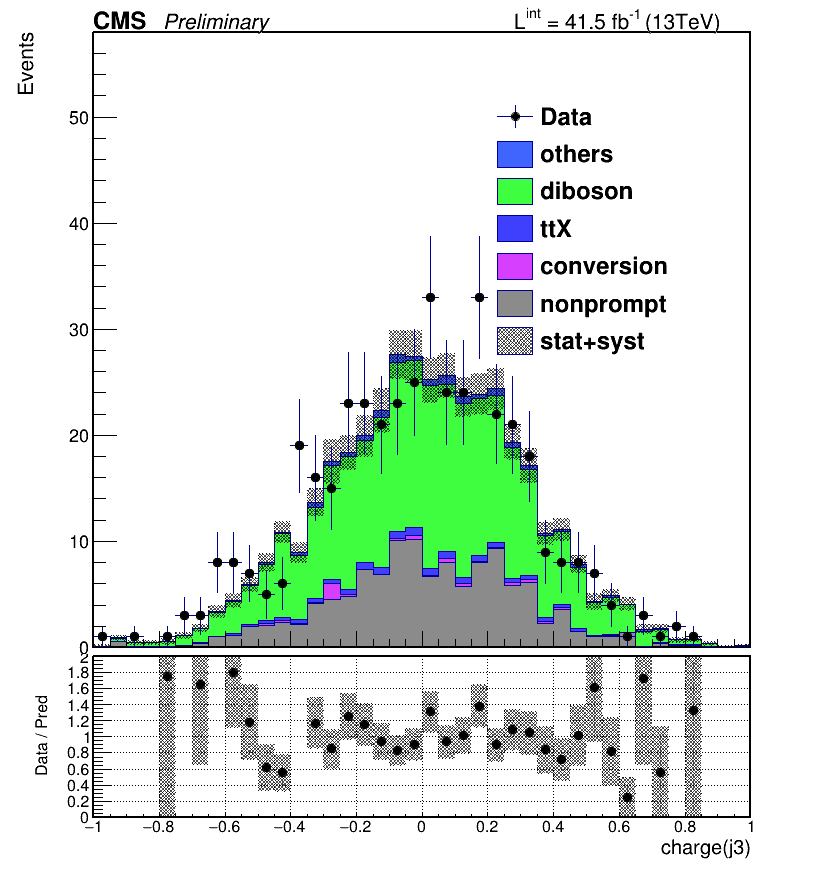 CMS Preliminary L^int = 41.5 fb^-1 (13TeV)
Events
50
40
30
20
10
0
Data
others
diboson
ttX
conversion
nonprompt
stat+syst
Data / Pred
2
1.8
1.6
1.4
1.2
1
0.8
0.6
0.4
0.2
0
−1 −0.8 −0.6 −0.4 −0.2 0 0.2 0.4 0.6 0.8 1
charge(j3)